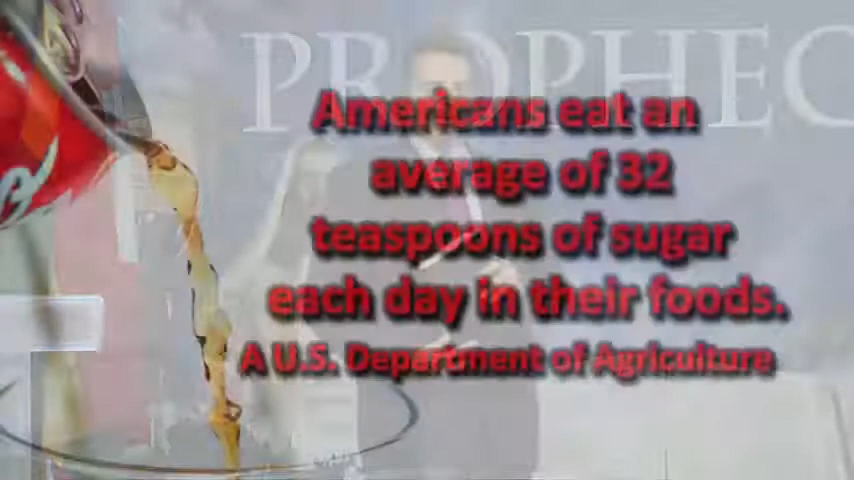 PROPHEC
Americans eat an
average of 32
teaspoons of sugar
each day in their foods.
A U.S. Department of Agriculture